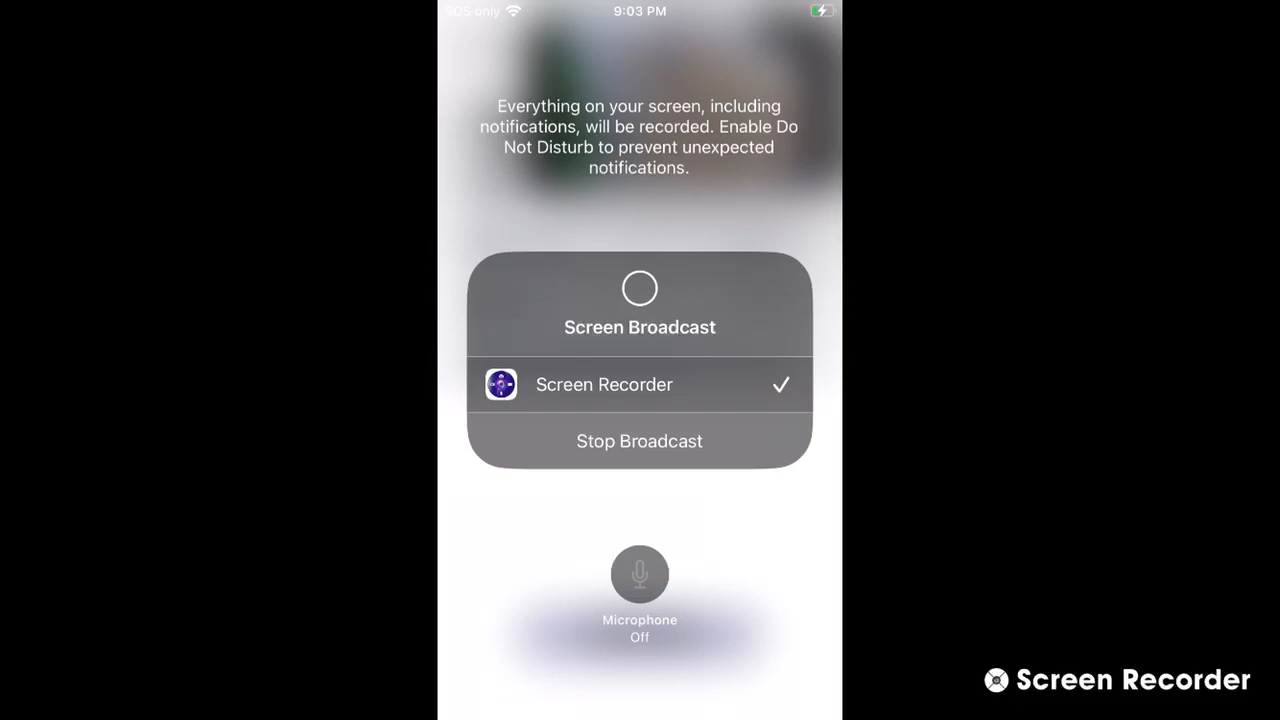 SOS only
9:03 PM
Everything on your screen, including
notifications, will be recorded. Enable Do
Not Disturb to prevent unexpected
notifications.
Screen Broadcast
Screen Recorder
Stop Broadcast
Microphone
Off
Screen Recorder